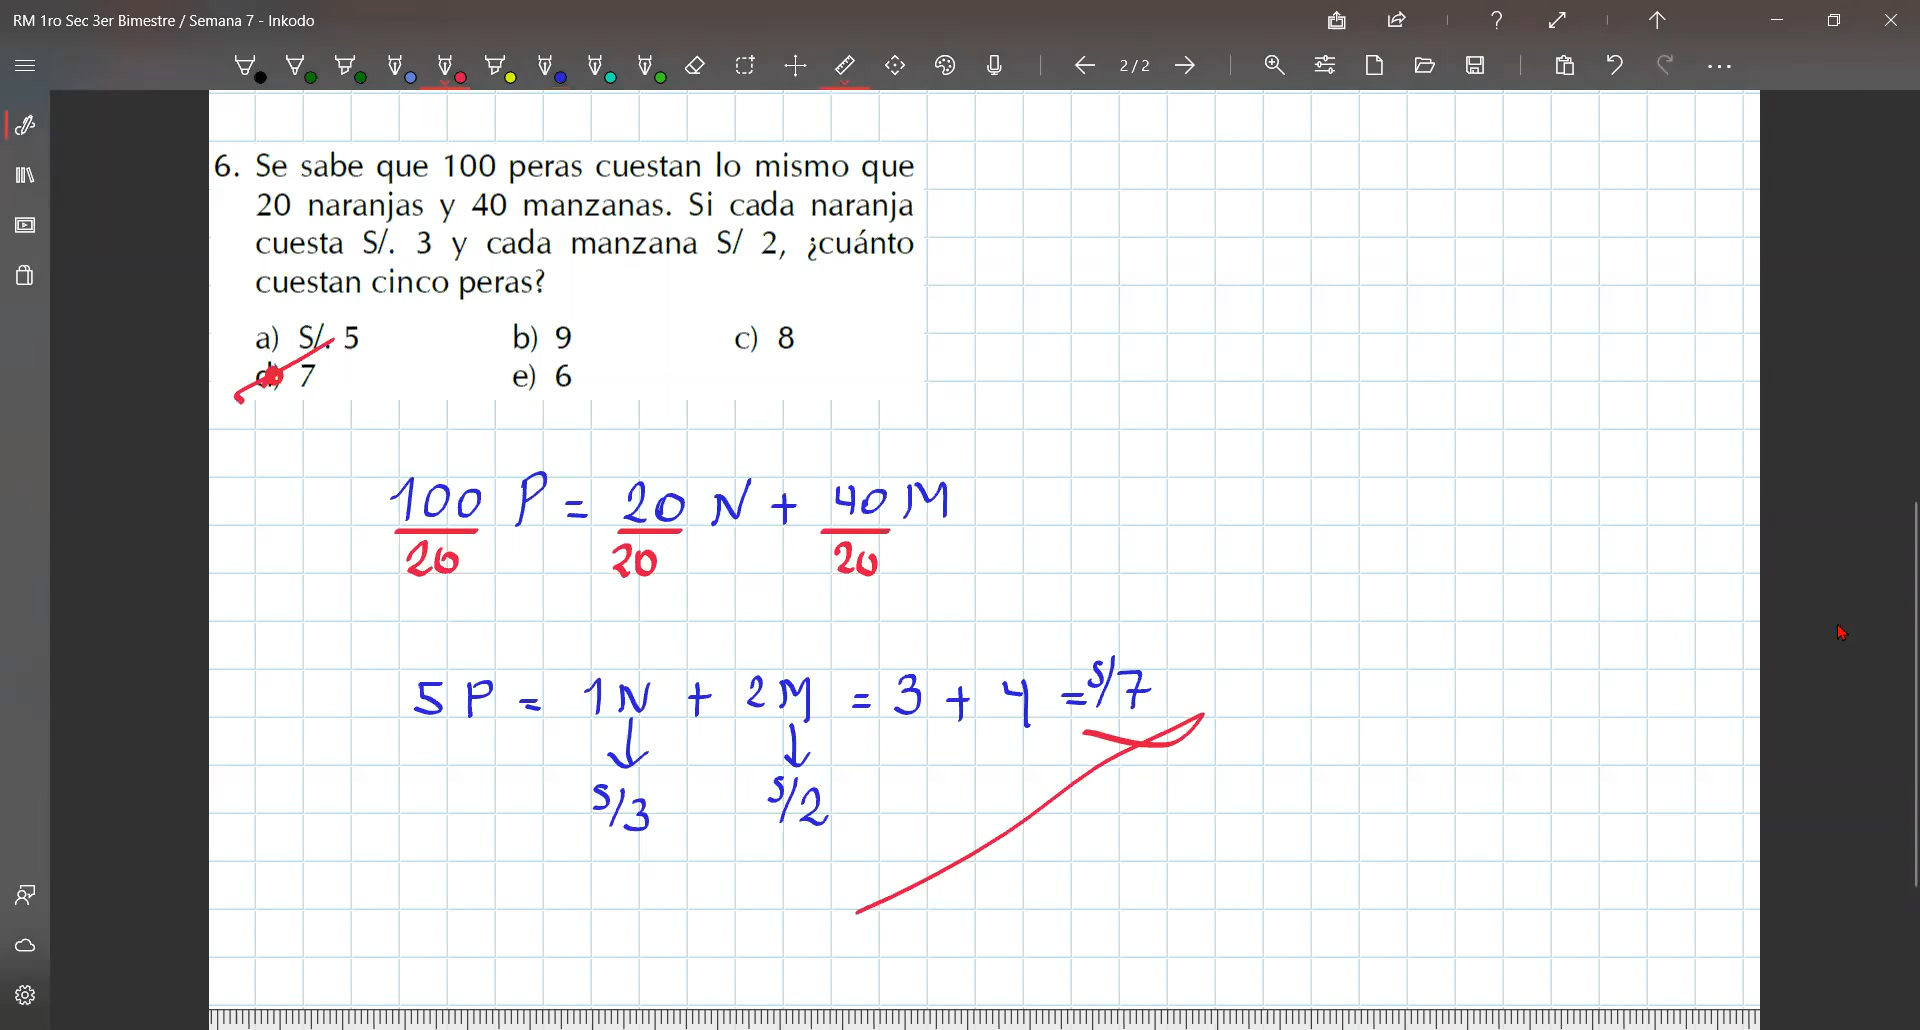 RM 1ro Sec 3er Bimestre / Semana 7 - Inkodo
2 / 2
6. Se sabe que 100 peras cuestan lo mismo que
20 naranjas y 40 manzanas. Si cada naranja
cuesta S/. 3 y cada manzana S/ 2, ¿cuánto
cuestan cinco peras?
a) S/. 5 b) 9 c) 8
d) 7 e) 6
100 P = 20 N + 40 M
20 20 20
5 P = 1 N + 2 M = 3 + 4 = S/7
S/3 S/2